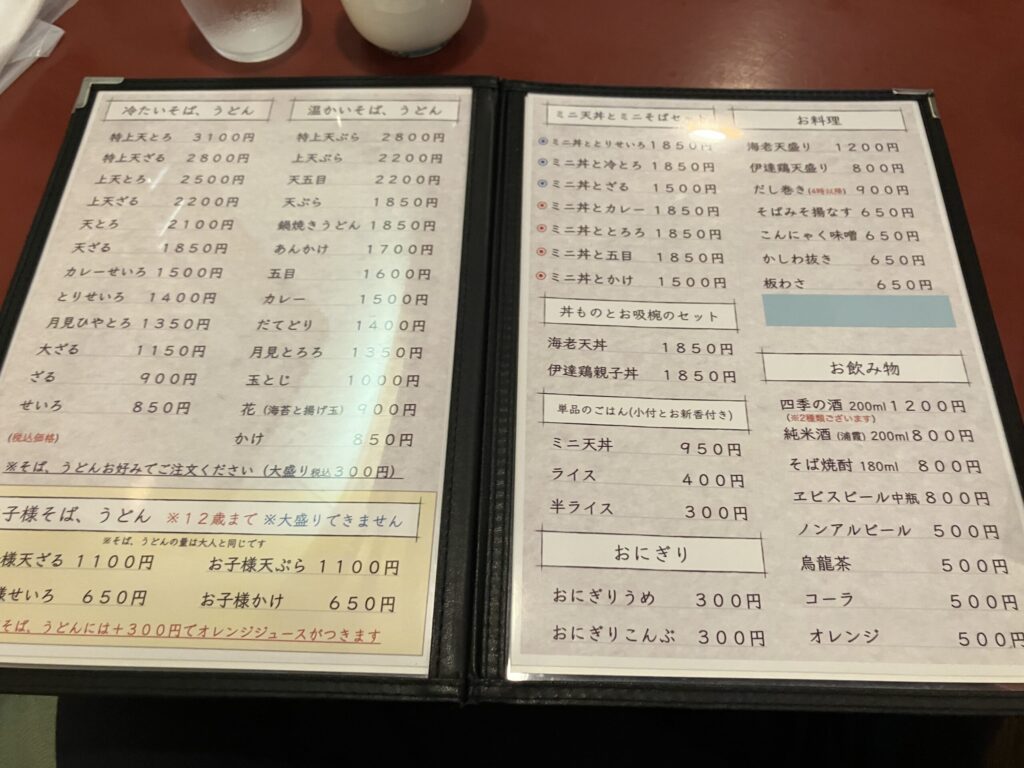 冷たいそば、うどん
特上天とろ 3100円
特上天ざる 2800円
上天とろ 2500円
上天ざる 2200円
天とろ 2100円
天ざる 1850円
カレーせいろ 1500円
とりせいろ 1400円
月見ひやとろ 1350円
大ざる 1150円
ざる 900円
せいろ 850円
(税込価格)
温かいそば、うどん
特上天ぷら 2800円
上天ぷら 2200円
天五目 2200円
天ぷら 1850円
鍋焼きうどん 1850円
あんかけ 1700円
五目 1600円
カレー 1500円
だてどり 1400円
月見とろろ 1350円
玉とじ 1000円
花(海苔と揚げ玉) 900円
かけ 850円
※そば、うどんお好みでご注文ください(大盛り税込300円)
子様そば、うどん ※12歳まて ※大盛りできません
※そば、うどんの量は大人と同じです
様天ざる 1100円 お子様天ぷら 1100円
様せいろ 650円 お子様かけ 650円
そば、うどんには+300円でオレンジジュースがつきます
ミニ天丼とミニそばセット
ミニ丼ととりせいろ 1850円
ミニ丼と冷とろ 1850円
ミニ丼とざる 1500円
ミニ丼とカレー 1850円
ミニ丼ととろろ 1850円
ミニ丼と五目 1850円
ミニ丼とかけ 1500円
丼ものとお吸椀のセット
海老天丼 1850円
伊達鶏親子丼 1850円
単品のごはん(小付とお新香付き)
ミニ天丼 950円
ライス 400円
半ライス 300円
おにぎり
おにぎりうめ 300円
おにぎりこんぶ 300円
お料理
海老天盛り 1200円
伊達鶏天盛り 800円
だし巻き(4時以降) 900円
そばみそ揚なす 650円
こんにゃく味噌 650円
かしわ抜き 650円
板わさ 650円
お飲み物
四季の酒 200ml 1200円
(※2種類ございます)
純米酒(浦霞) 200ml 800円
そば焼酎 180ml 800円
ヱビスビール中瓶 800円
ノンアルビール 500円
烏龍茶 500円
コーラ 500円
オレンジ 500円